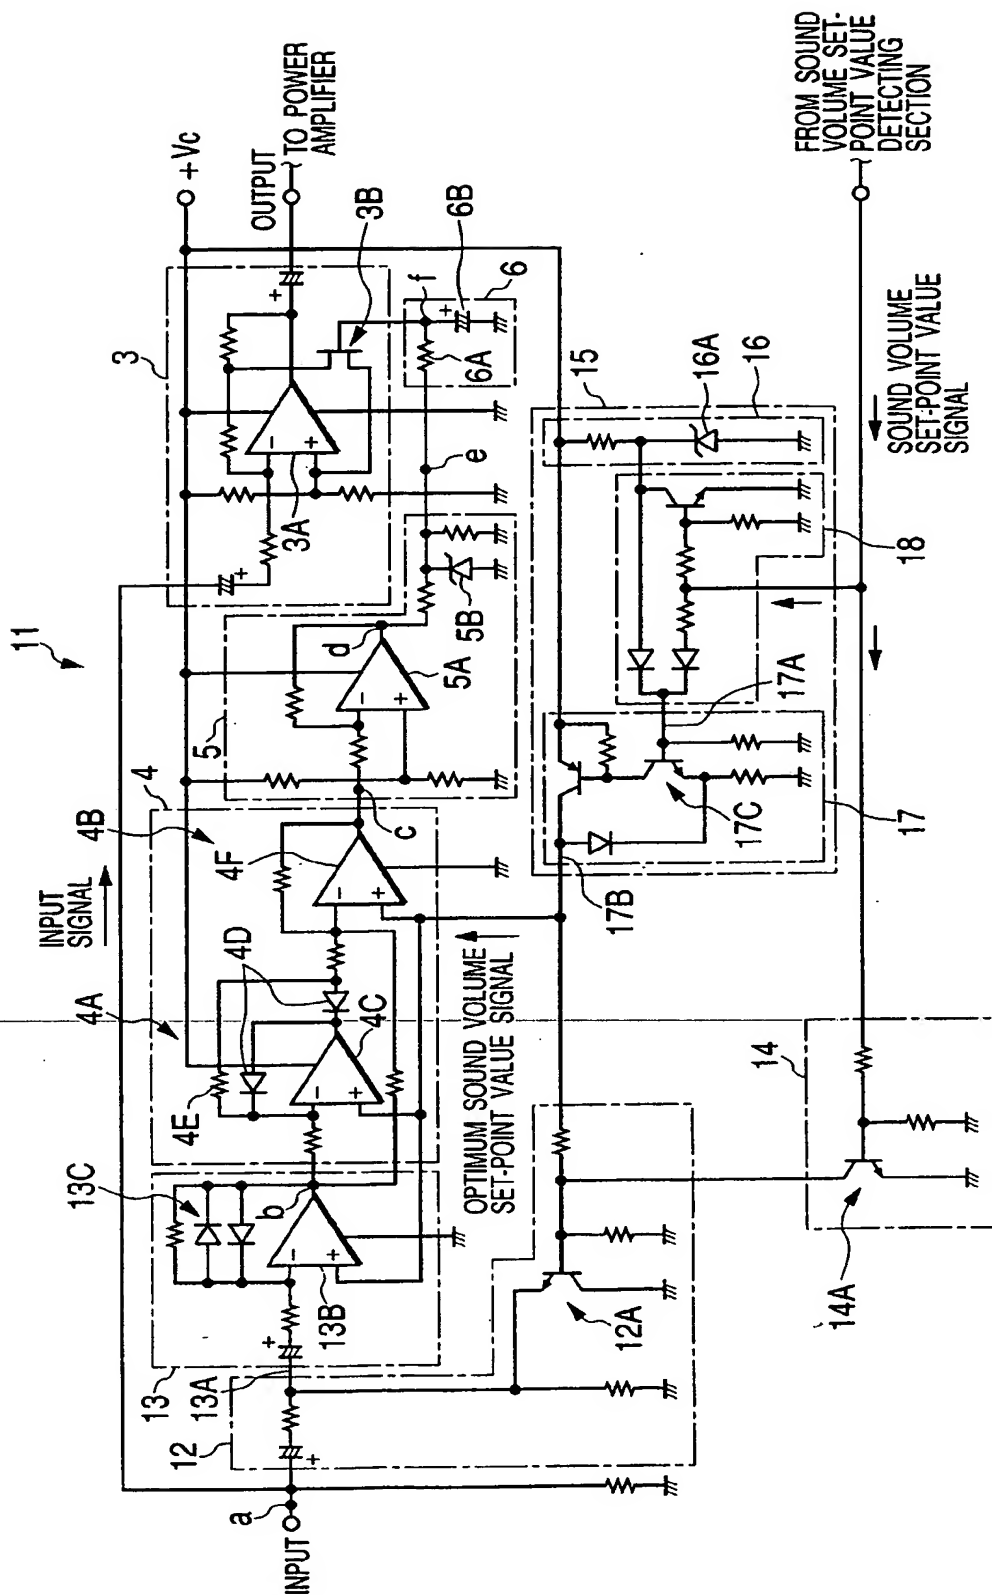 11
INPUT
a
12
13
13A
13B
13C
b
+
-
+
+
INPUT
SIGNAL
4A
4B
4
4C
4D
4E
4F
-
+
-
+
c
5
5A
5B
d
-
+
e
3
3A
3B
-
+
+
+
f
6
6A
6B
+
+Vc
OUTPUT
TO POWER
AMPLIFIER
OPTIMUM SOUND VOLUME
SET-POINT VALUE SIGNAL
12A
14
14A
15
16
16A
17
17A
17B
17C
18
SOUND VOLUME
SET-POINT VALUE
SIGNAL
FROM SOUND
VOLUME SET-
POINT VALUE
DETECTING
SECTION